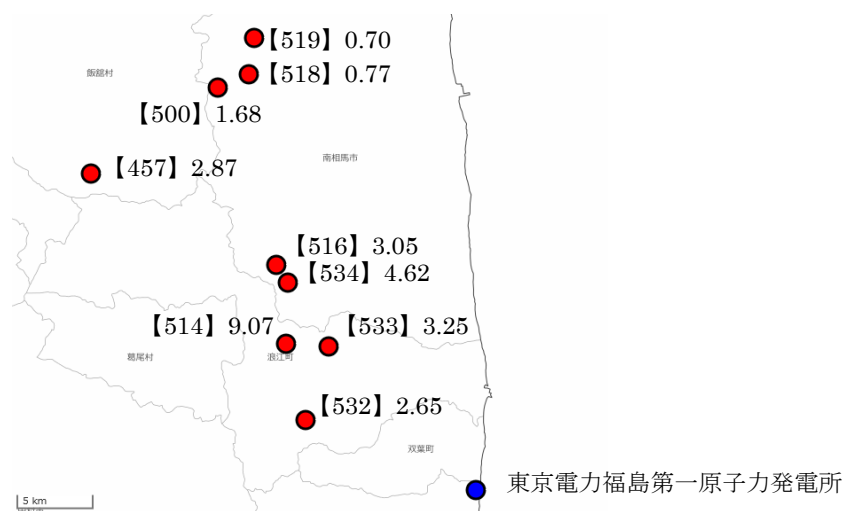 【519】0.70
【518】0.77
飯舘村
【500】1.68
南相馬市
【457】2.87
【516】3.05
【534】4.62
【514】9.07
【533】3.25
葛尾村
浪江町
【532】2.65
双葉町
東京電力福島第一原子力発電所
5 km